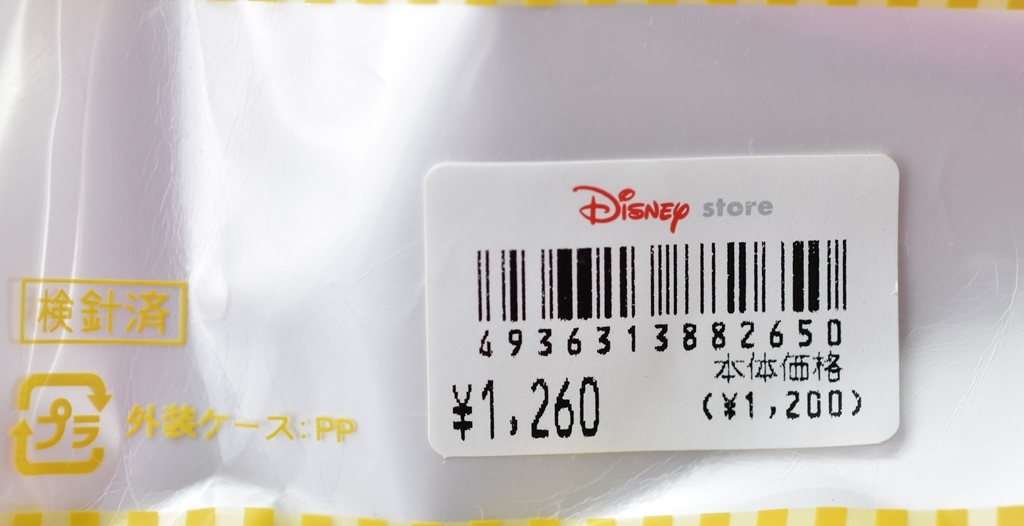 Disney store
4936313882650
本体価格
¥1,260
(¥1,200)
検針済
プラ
外装ケース:PP